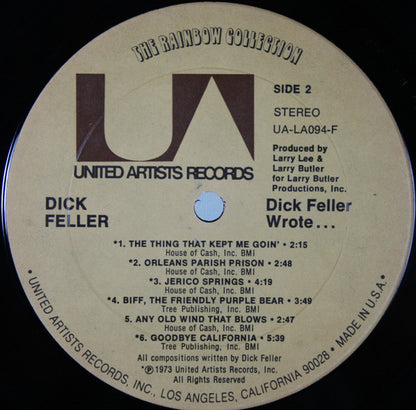 THE RAINBOW COLLECTION
UA
UNITED ARTISTS RECORDS
SIDE 2
STEREO
UA-LA094-F
Produced by
Larry Lee &
Larry Butler
for Larry Butler
Productions, Inc.
DICK
FELLER
Dick Feller
Wrote...
*1. THE THING THAT KEPT ME GOIN' • 2:15
House of Cash, Inc. BMI
*2. ORLEANS PARISH PRISON • 2:48
House of Cash, Inc. BMI
*3. JERICO SPRINGS • 4:19
House of Cash, Inc. BMI
*4. BIFF, THE FRIENDLY PURPLE BEAR • 3:49
Tree Publishing, Inc. BMI
5. ANY OLD WIND THAT BLOWS • 2:47
House of Cash, Inc. BMI
*6. GOODBYE CALIFORNIA • 5:39
Tree Publishing, Inc. BMI
All compositions written by Dick Feller
*℗1973 United Artists Records, Inc.
All Rights Reserved
• UNITED ARTISTS RECORDS, INC., LOS ANGELES, CALIFORNIA 90028 • MADE IN U.S.A. •